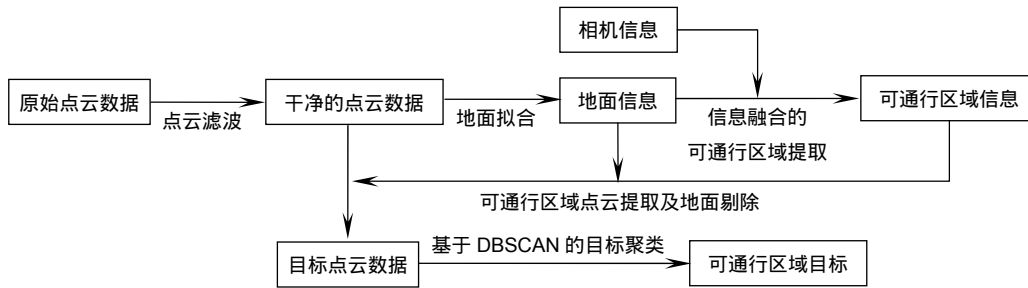 相机信息
原始点云数据
点云滤波
干净的点云数据
地面拟合
地面信息
信息融合的
可通行区域提取
可通行区域信息
可通行区域点云提取及地面剔除
目标点云数据
基于 DBSCAN 的目标聚类
可通行区域目标